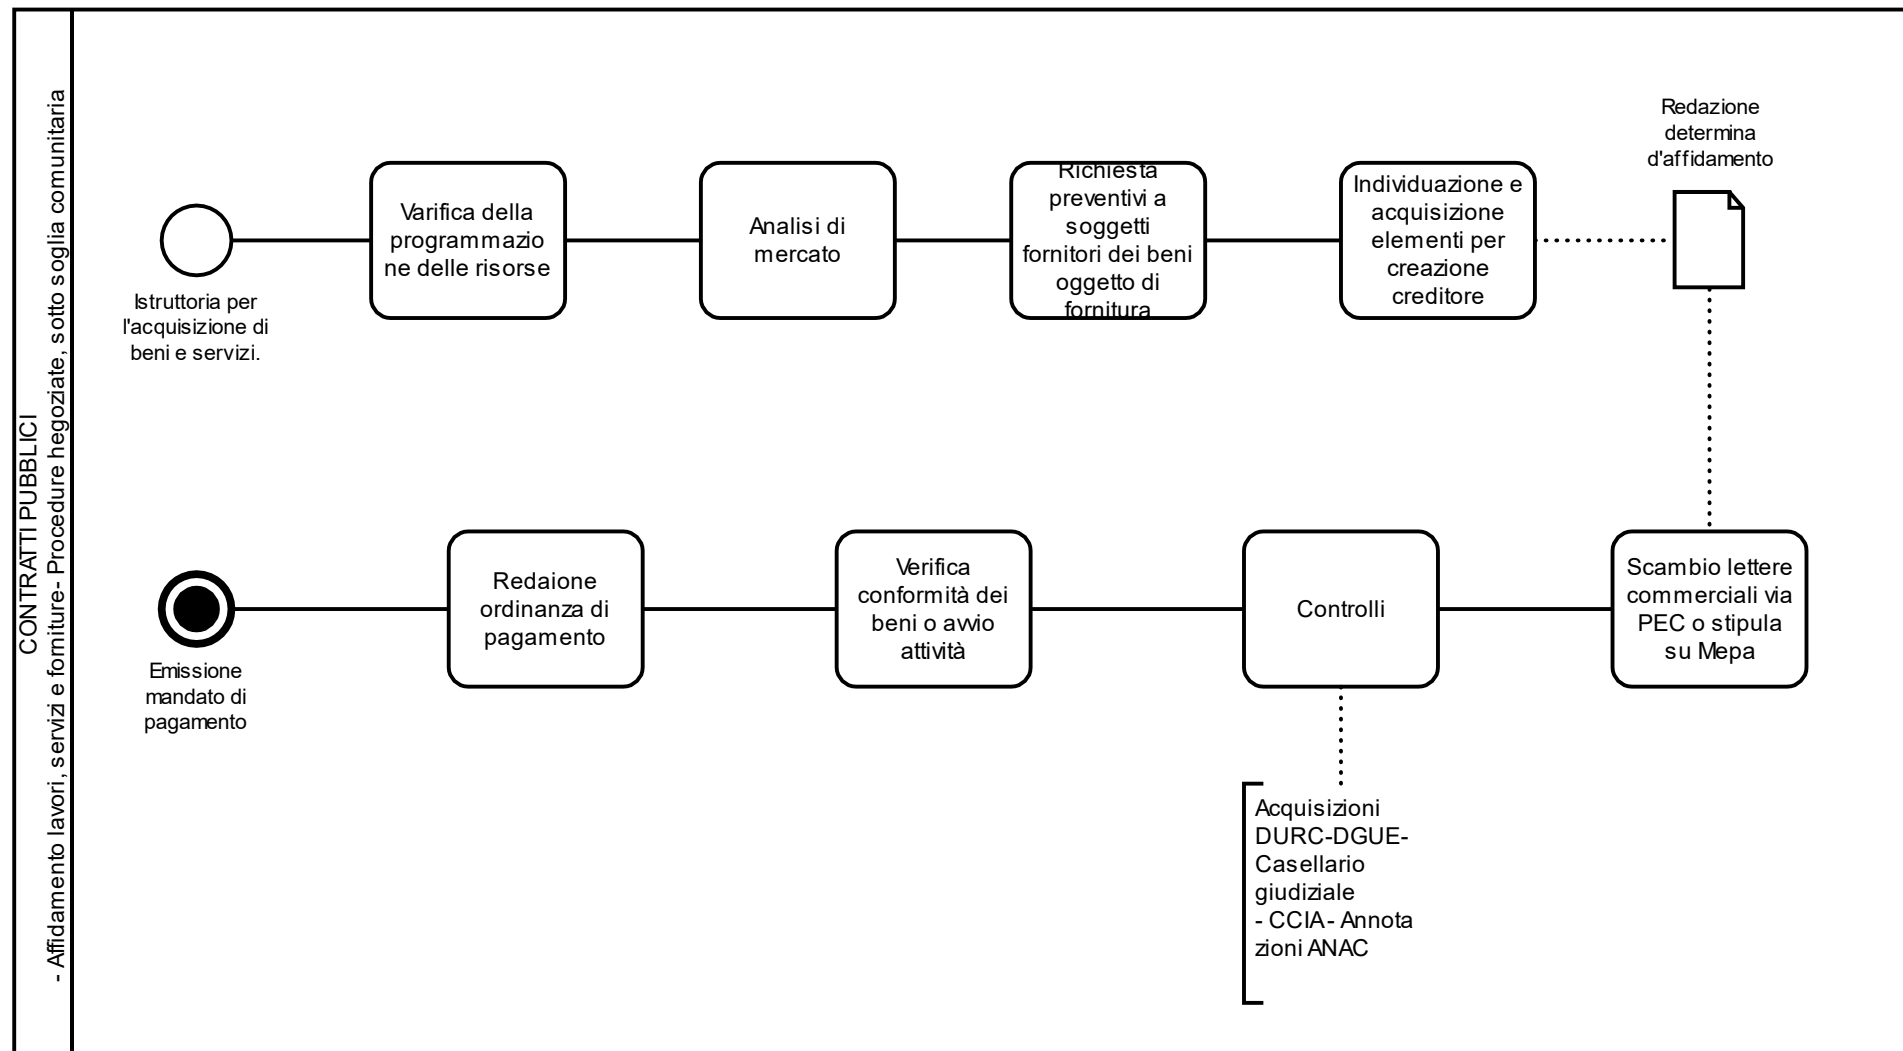 CONTRATTI PUBBLICI
- Affidamento lavori, servizi e forniture- Procedure negoziate, sotto soglia comunitaria
Istruttoria per
l'acquisizione di
beni e servizi.
Varifica della
programmazio
ne delle risorse
Analisi di
mercato
Richiesta
preventivi a
soggetti
fornitori dei beni
oggetto di
fornitura
Individuazione e
acquisizione
elementi per
creazione
creditore
Redazione
determina
d'affidamento
Emissione
mandato di
pagamento
Redaione
ordinanza di
pagamento
Verifica
conformità dei
beni o avvio
attività
Controlli
Scambio lettere
commerciali via
PEC o stipula
su Mepa
Acquisizioni
DURC-DGUE-
Casellario
giudiziale
- CCIA- Annota
zioni ANAC